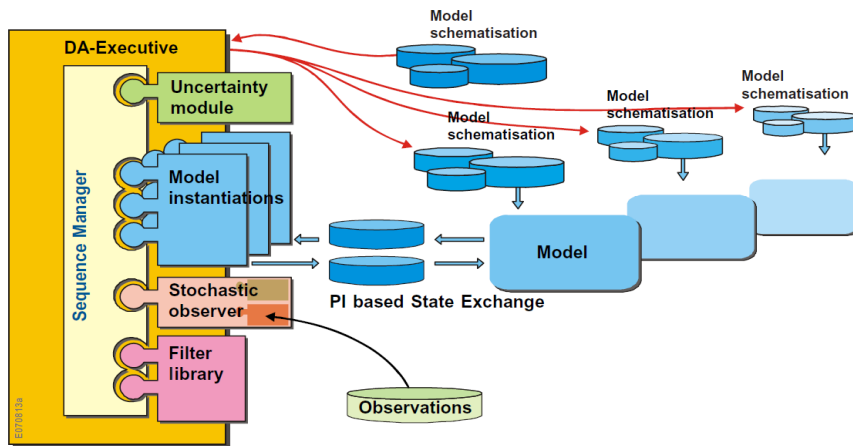 DA-Executive
Sequence Manager
Uncertainty
module
Model
instantiations
Stochastic
observer
Filter
library
E070813a
Model
schematisation
Model
schematisation
Model
schematisation
Model
schematisation
Model
PI based State Exchange
Observations